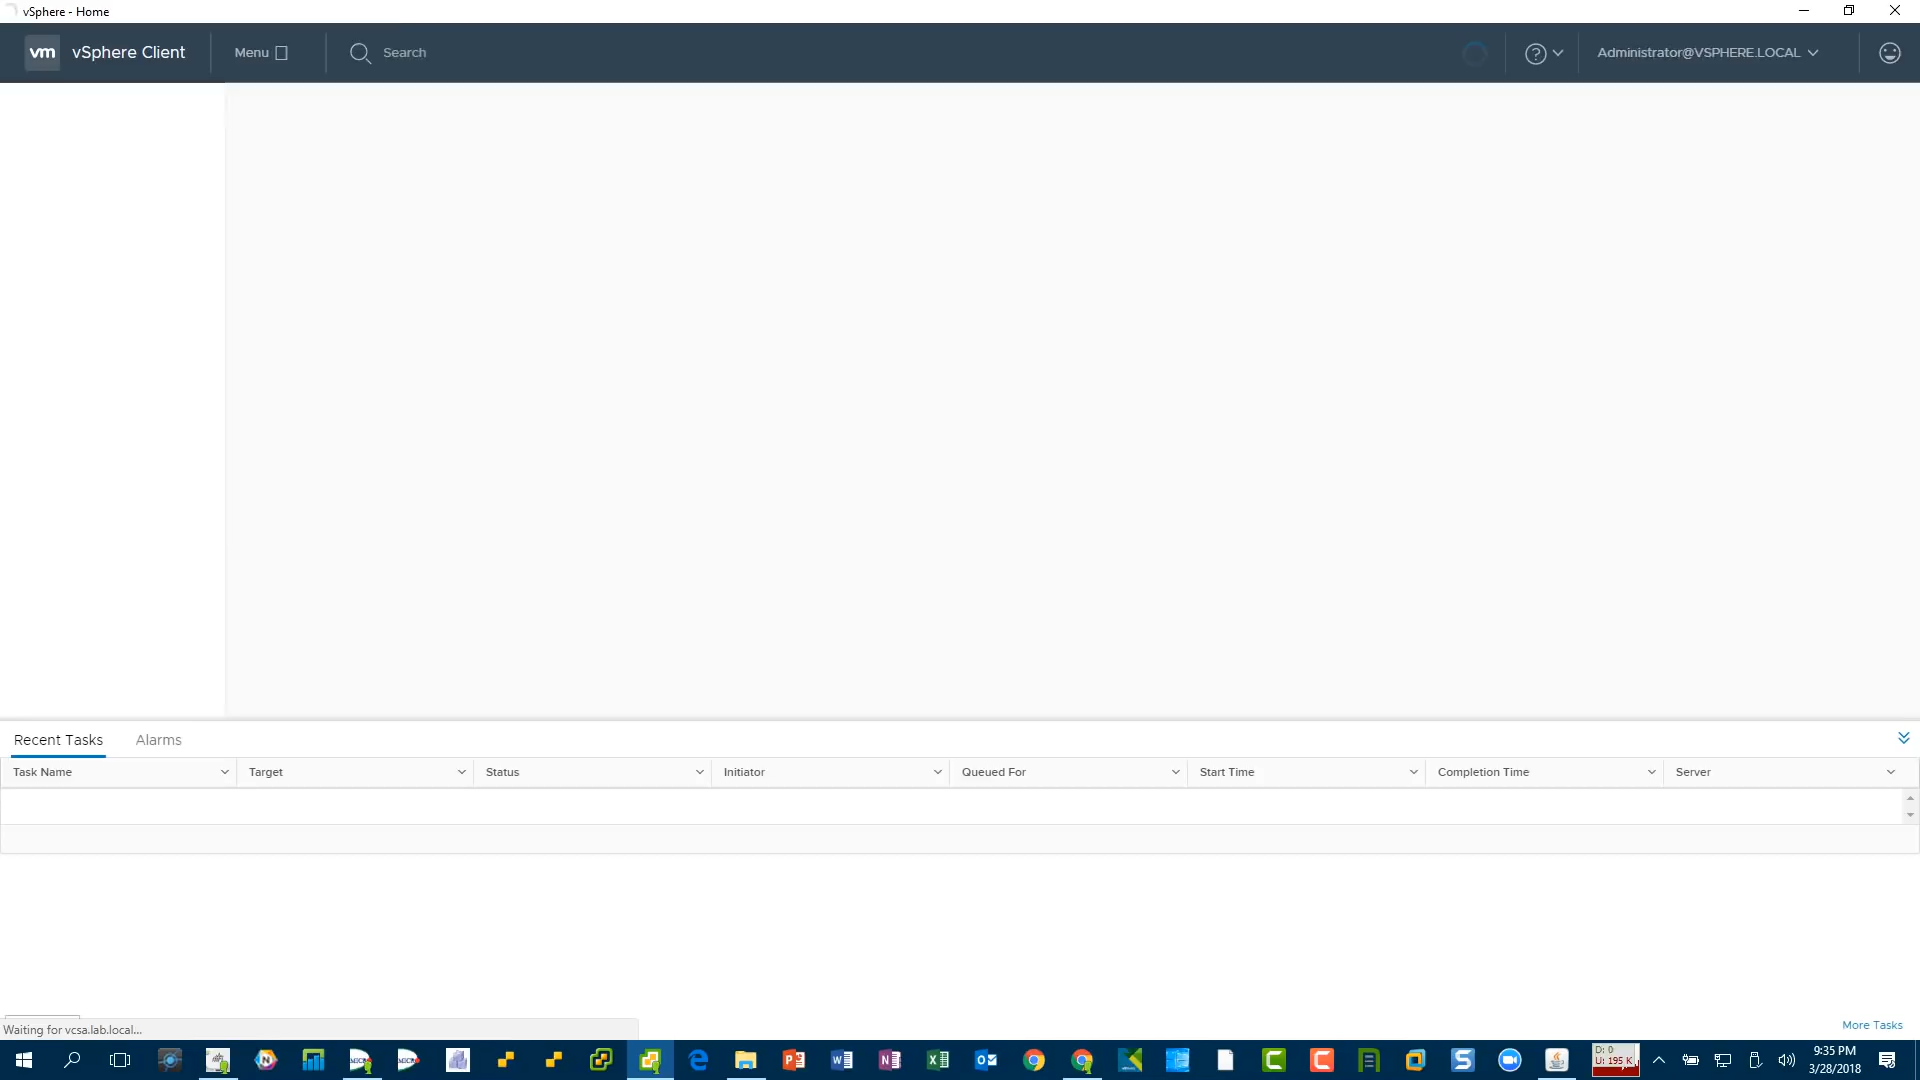 vSphere - Home
vm vSphere Client Menu Search Administrator@VSPHERE.LOCAL
Recent Tasks Alarms
Task Name Target Status Initiator Queued For Start Time Completion Time Server
More Tasks
Waiting for vcsa.lab.local...
D: 0
U: 195 K
9:35 PM
3/28/2018